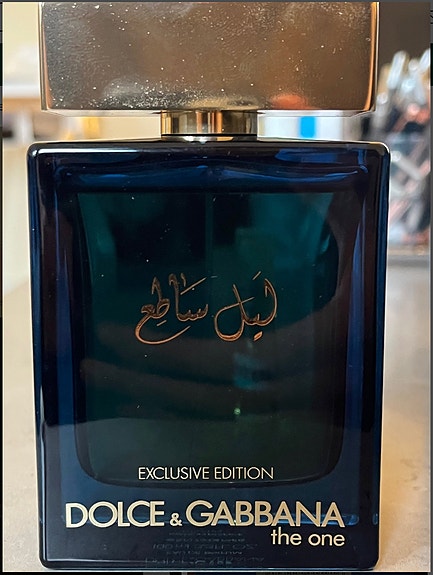 ليل ساطع
EXCLUSIVE EDITION
DOLCE & GABBANA
the one